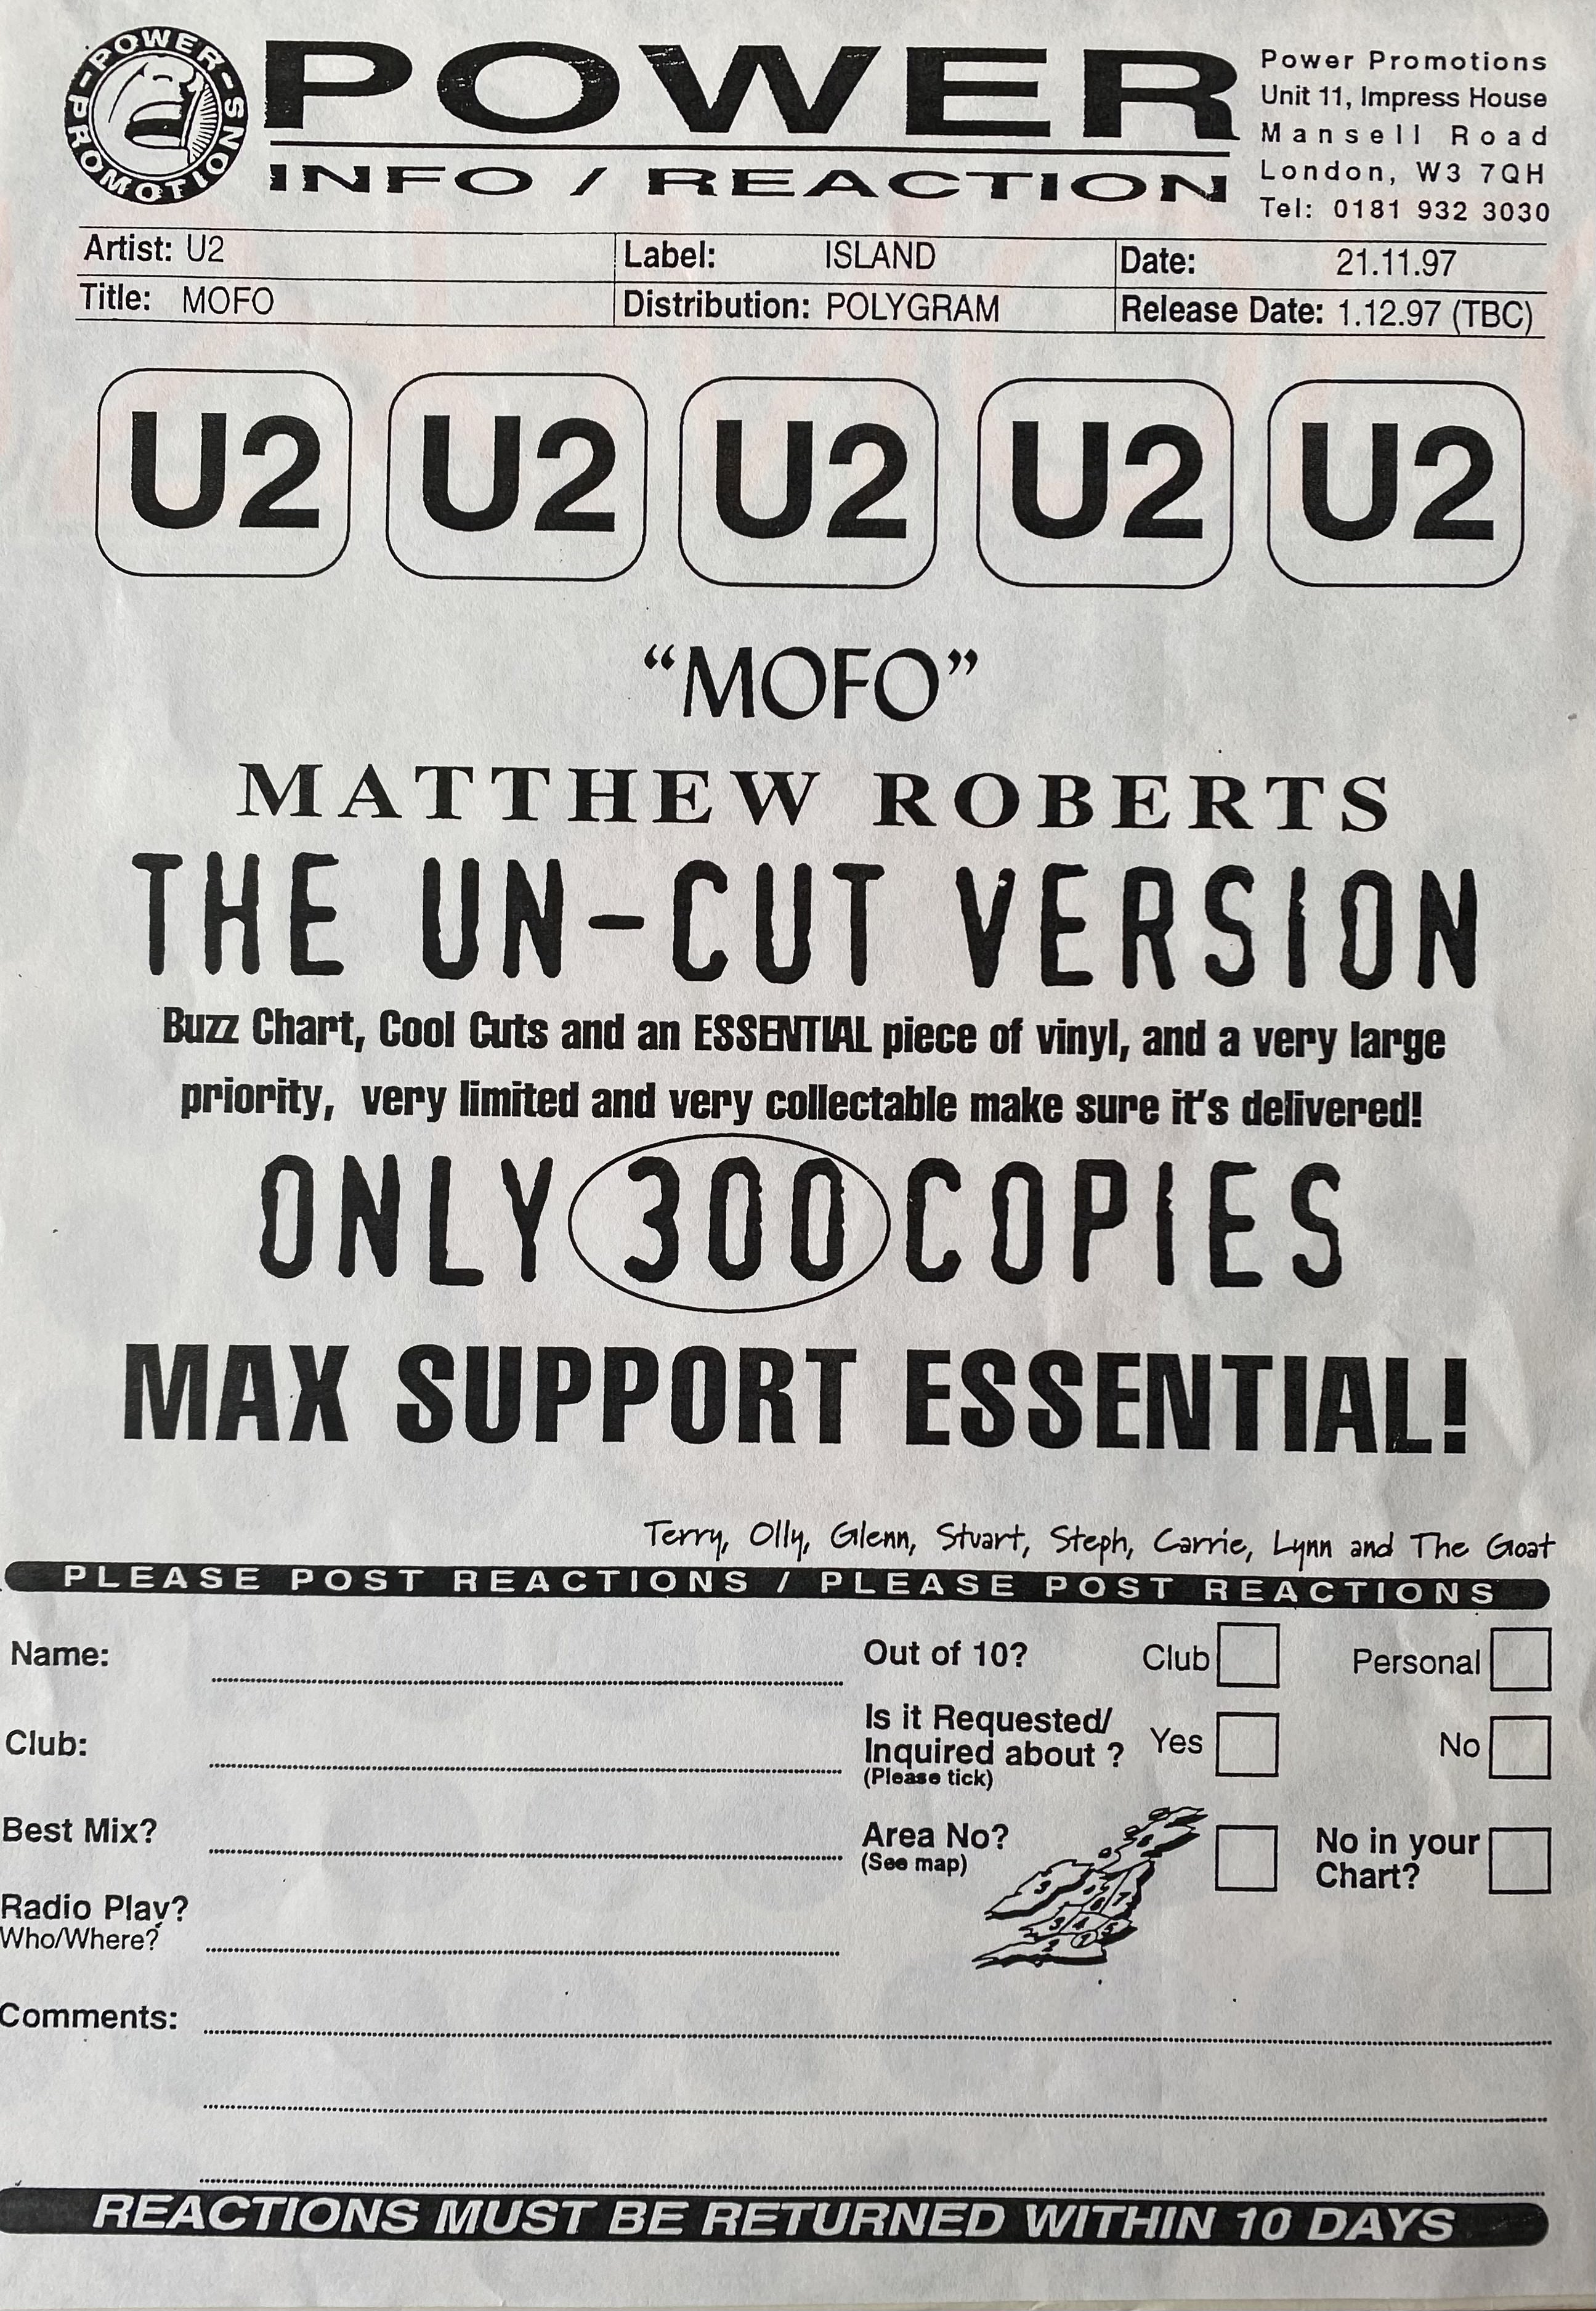 POWER-PROMOTIONS
POWER
INFO / REACTION
Power Promotions
Unit 11, Impress House
Mansell Road
London, W3 7QH
Tel: 0181 932 3030
Artist: U2 Label: ISLAND Date: 21.11.97
Title: MOFO Distribution: POLYGRAM Release Date: 1.12.97 (TBC)
U2 U2 U2 U2 U2
“MOFO”
MATTHEW ROBERTS
THE UN-CUT VERSION
Buzz Chart, Cool Cuts and an ESSENTIAL piece of vinyl, and a very large
priority, very limited and very collectable make sure it's delivered!
ONLY 300 COPIES
MAX SUPPORT ESSENTIAL!
Terry, Olly, Glenn, Stuart, Steph, Carrie, Lynn and The Goat
PLEASE POST REACTIONS / PLEASE POST REACTIONS
Name: Out of 10? Club Personal
Club: Is it Requested/
Inquired about ? Yes No
(Please tick)
Best Mix? Area No? No in your
(See map) Chart?
Radio Play?
Who/Where?
Comments:
REACTIONS MUST BE RETURNED WITHIN 10 DAYS